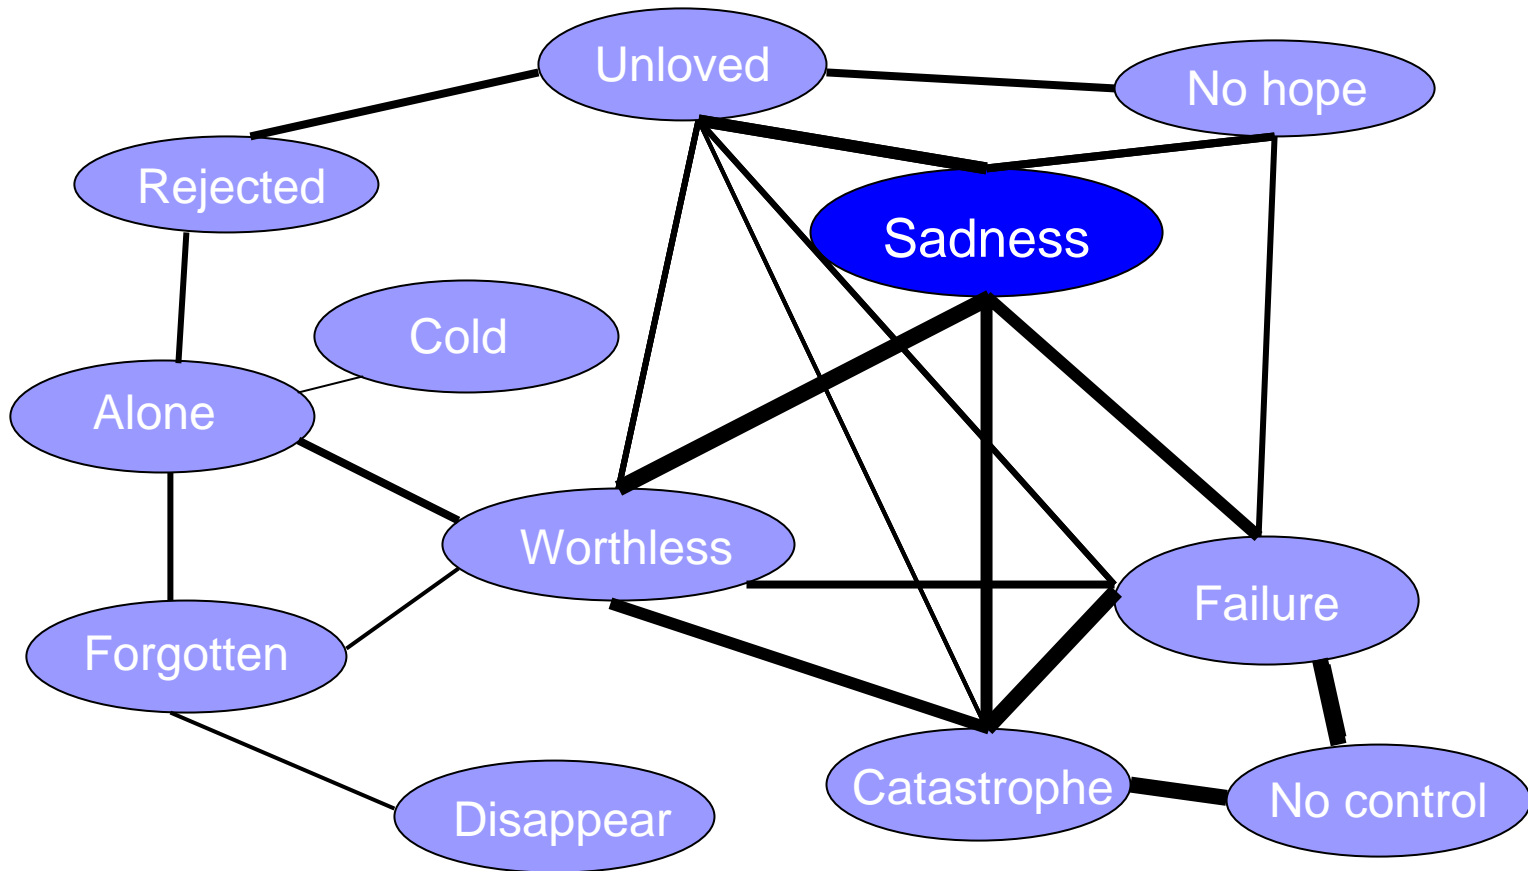 Unloved
No hope
Rejected
Sadness
Cold
Alone
Worthless
Failure
Forgotten
Catastrophe
No control
Disappear